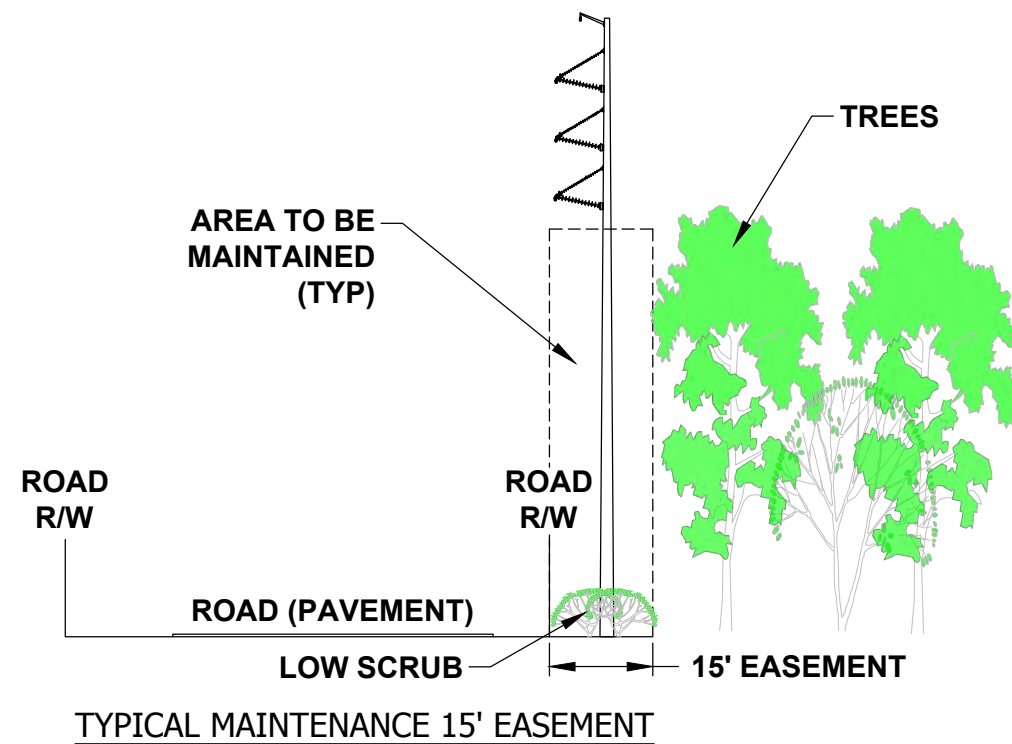 TREES
AREA TO BE
MAINTAINED
(TYP)
ROAD
R/W
ROAD
R/W
ROAD (PAVEMENT)
LOW SCRUB
15' EASEMENT
TYPICAL MAINTENANCE 15' EASEMENT